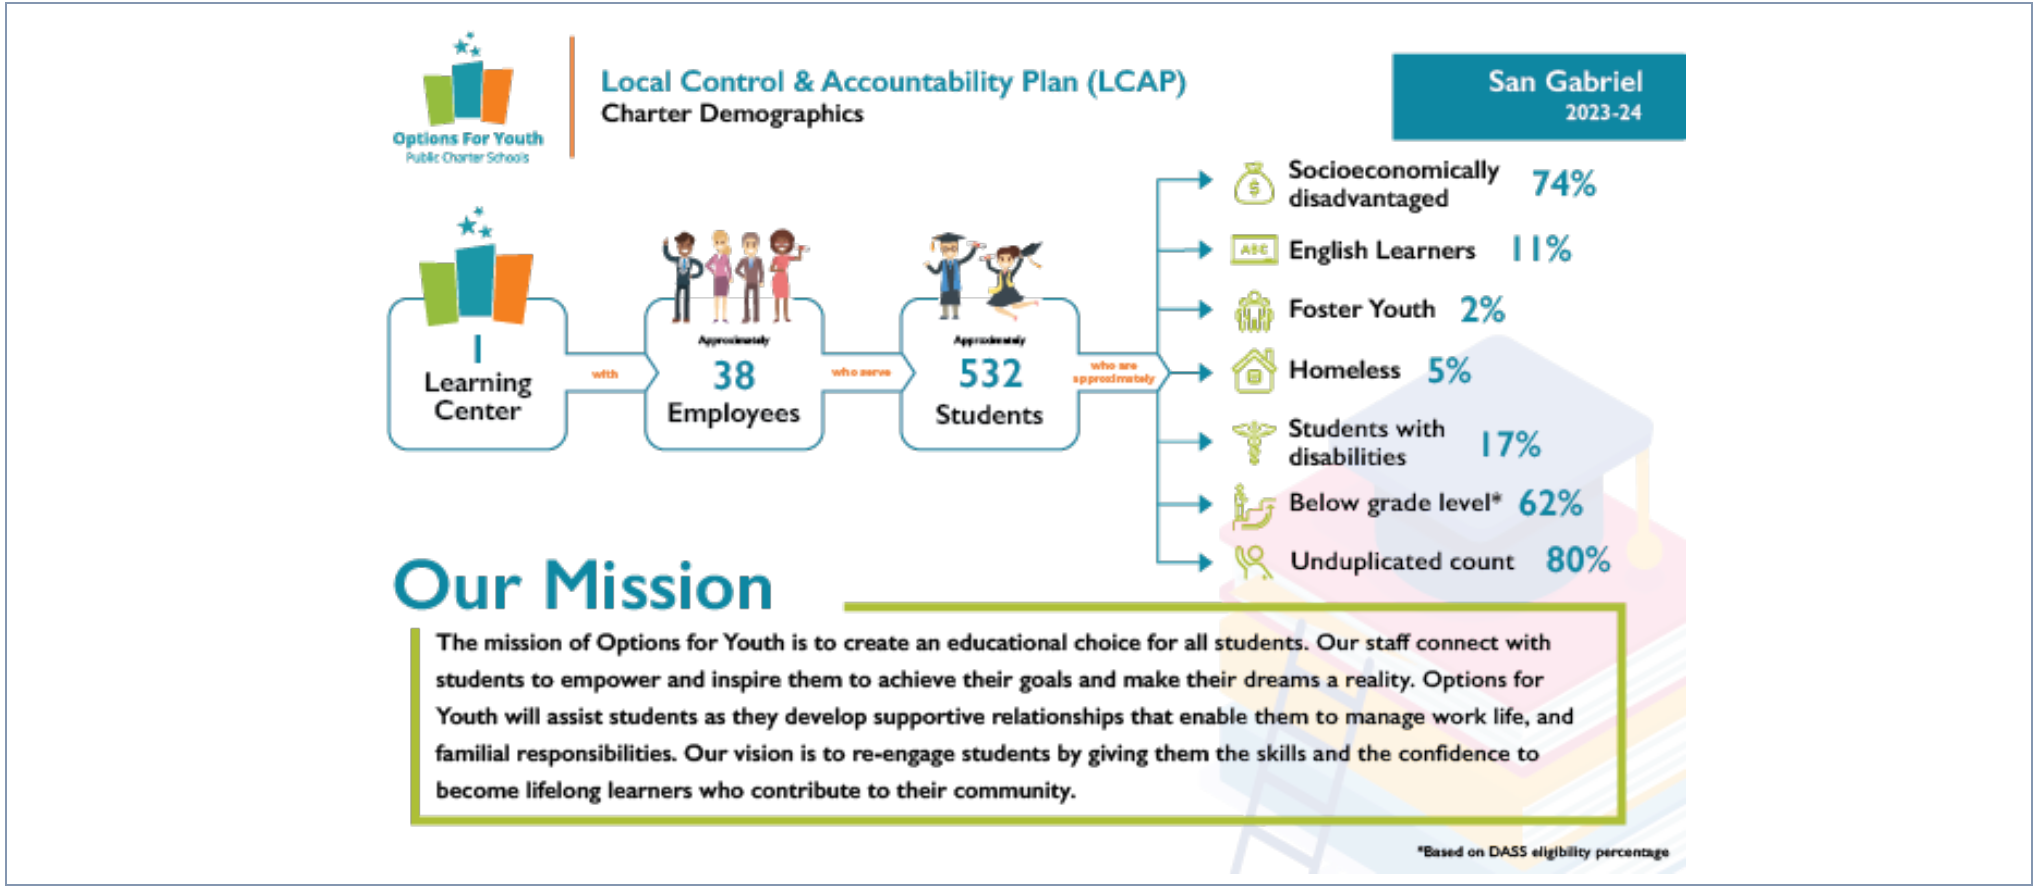 Options For Youth
Public Charter Schools
Local Control & Accountability Plan (LCAP)
Charter Demographics
San Gabriel
2023-24
1
Learning
Center
with
Approximately
38
Employees
who serve
Approximately
532
Students
who are
approximately
Socioeconomically
disadvantaged
74%
ABC
English Learners 11%
Foster Youth 2%
Homeless 5%
Students with
disabilities
17%
Below grade level* 62%
Unduplicated count 80%
Our Mission
The mission of Options for Youth is to create an educational choice for all students. Our staff connect with
students to empower and inspire them to achieve their goals and make their dreams a reality. Options for
Youth will assist students as they develop supportive relationships that enable them to manage work life, and
familial responsibilities. Our vision is to re-engage students by giving them the skills and the confidence to
become lifelong learners who contribute to their community.
*Based on DASS eligibility percentage